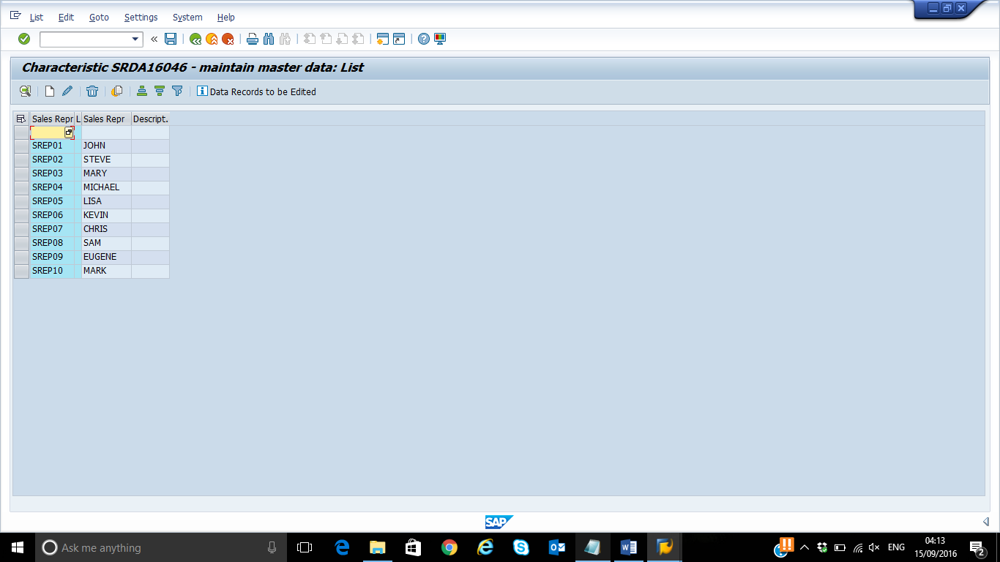 List Edit Goto Settings System Help
Characteristic SRDA16046 - maintain master data: List
Data Records to be Edited
Sales Repr L Sales Repr Descript.
SREP01 JOHN
SREP02 STEVE
SREP03 MARY
SREP04 MICHAEL
SREP05 LISA
SREP06 KEVIN
SREP07 CHRIS
SREP08 SAM
SREP09 EUGENE
SREP10 MARK
SAP
Ask me anything
ENG
04:13
15/09/2016
2